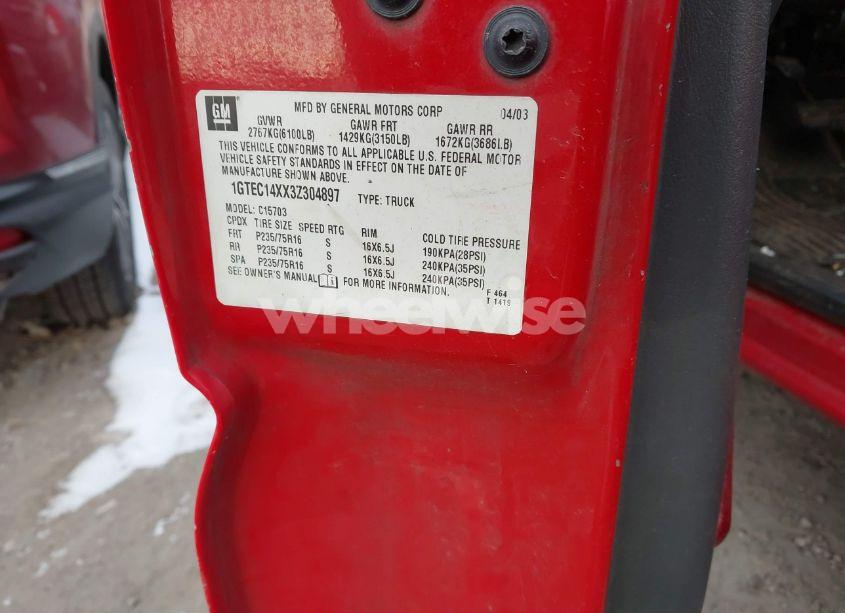 GM
MFD BY GENERAL MOTORS CORP 04/03
GVWR GAWR FRT GAWR RR
2767KG(6100LB) 1429KG(3150LB) 1672KG(3686LB)
THIS VEHICLE CONFORMS TO ALL APPLICABLE U.S. FEDERAL MOTOR
VEHICLE SAFETY STANDARDS IN EFFECT ON THE DATE OF
MANUFACTURE SHOWN ABOVE.
1GTEC14XX3Z304897 TYPE: TRUCK
MODEL: C15703
CPDX TIRE SIZE SPEED RTG RIM COLD TIRE PRESSURE
FRT P235/75R16 S 16X6.5J 190KPA(28PSI)
RR P235/75R16 S 16X6.5J 240KPA(35PSI)
SPA P235/75R16 S 16X6.5J 240KPA(35PSI)
SEE OWNER'S MANUAL FOR MORE INFORMATION.
F 464
T 1419
wheelwise